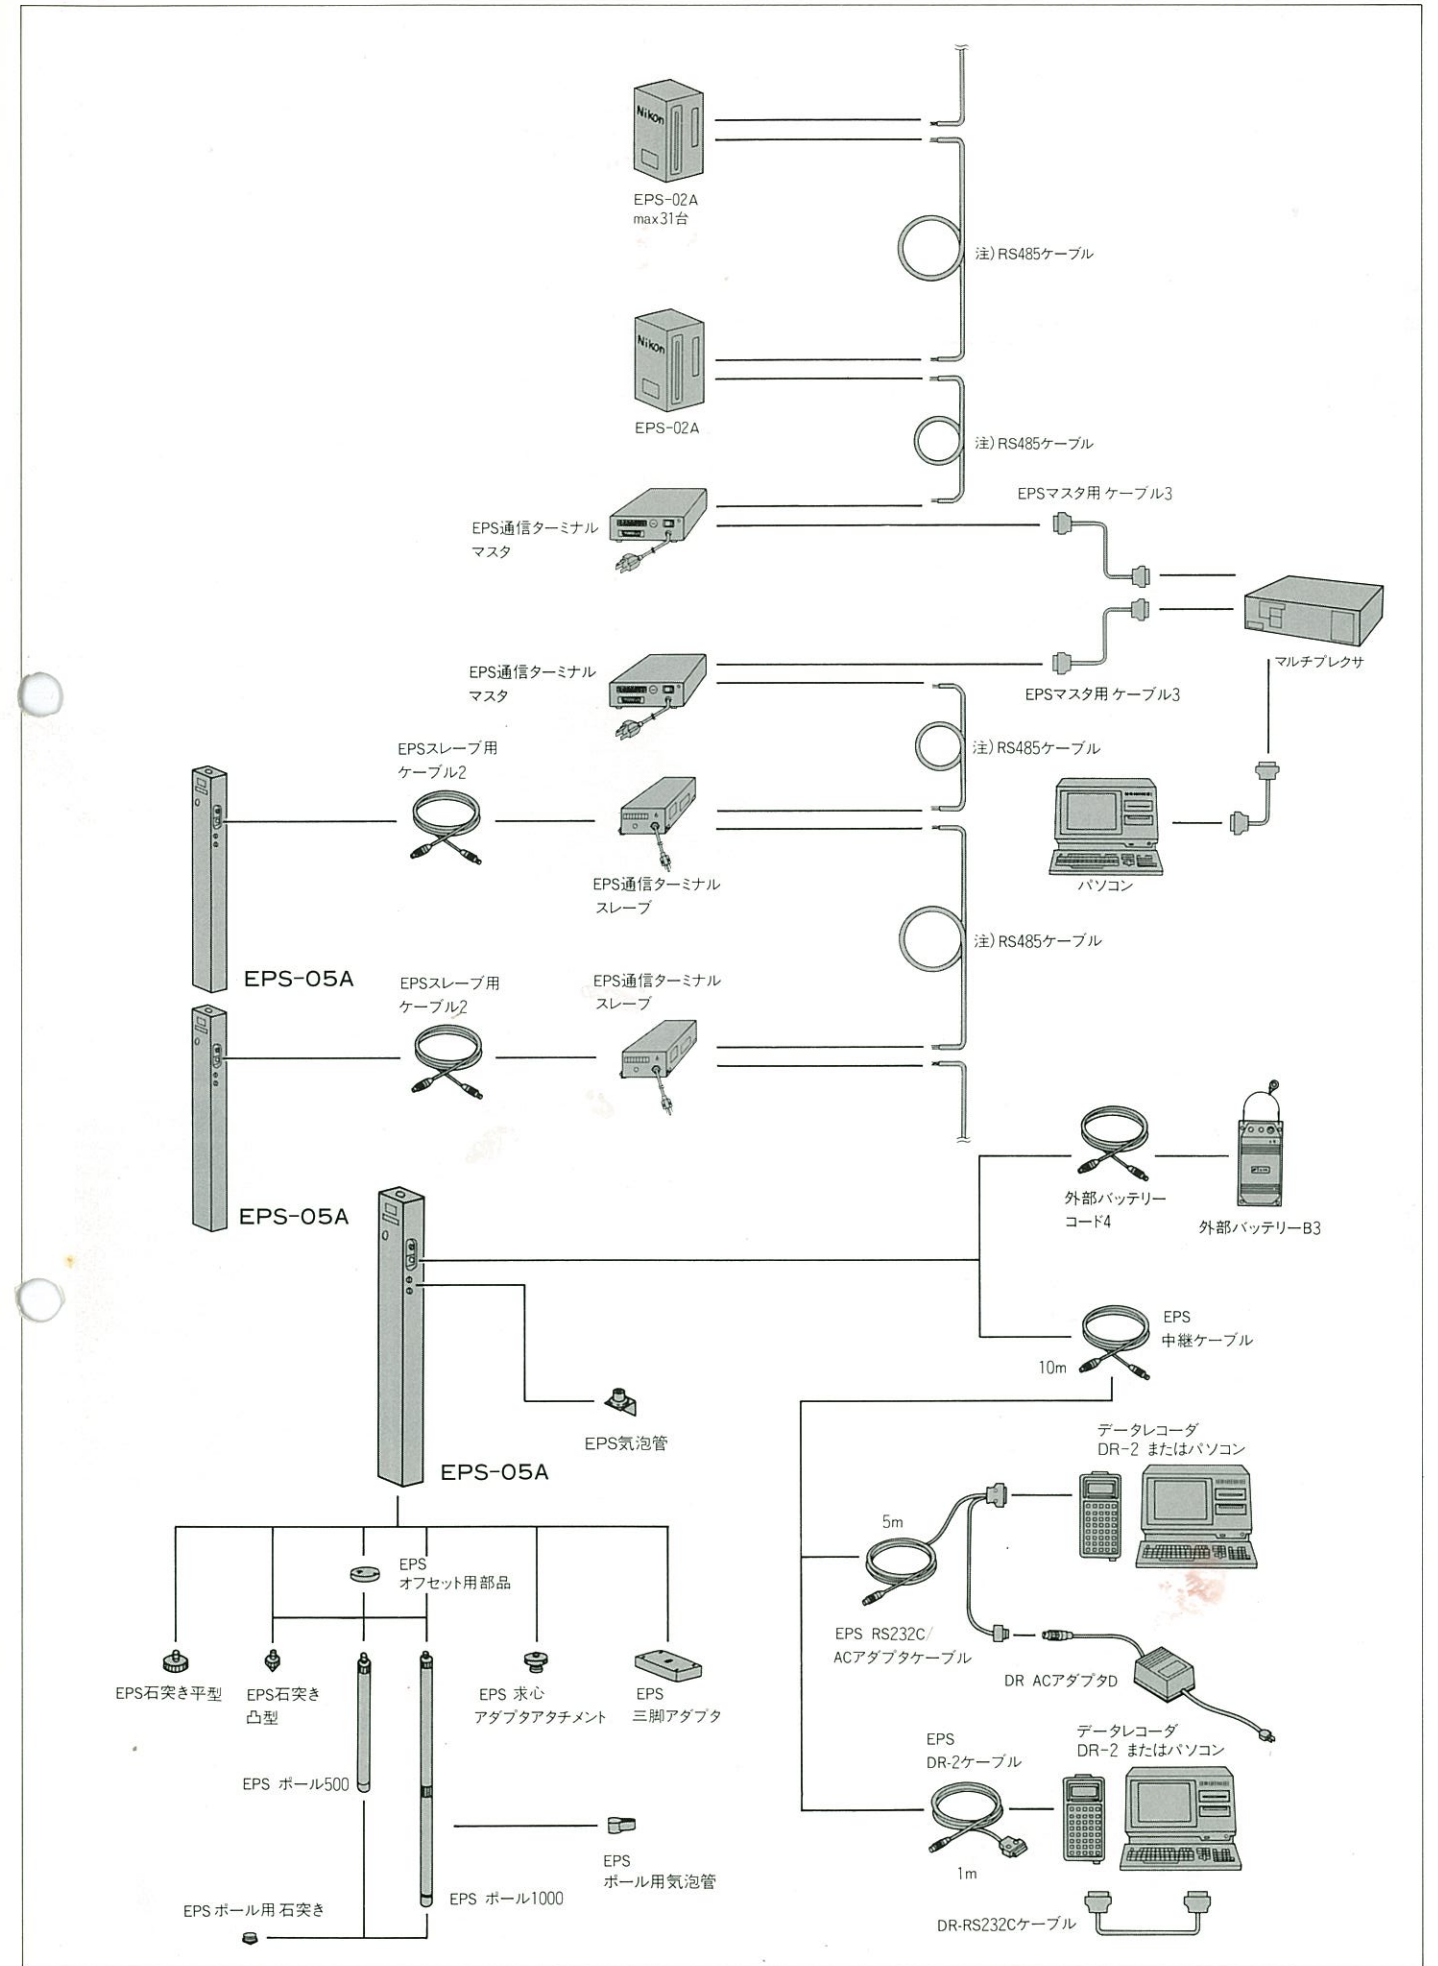 Nikon
EPS-02A
max31台
注) RS485ケーブル
Nikon
EPS-02A
注) RS485ケーブル
EPSマスタ用 ケーブル3
EPS通信ターミナル
マスタ
マルチプレクサ
EPS通信ターミナル
マスタ
EPSマスタ用 ケーブル3
EPSスレーブ用
ケーブル2
注) RS485ケーブル
EPS通信ターミナル
スレーブ
パソコン
注) RS485ケーブル
EPS-05A
EPSスレーブ用
ケーブル2
EPS通信ターミナル
スレーブ
EPS-05A
外部バッテリー
コード4
外部バッテリーB3
EPS
中継ケーブル
10m
EPS気泡管
EPS-05A
データレコーダ
DR-2 またはパソコン
5m
EPS RS232C/
ACアダプタケーブル
DR ACアダプタD
EPS
オフセット用部品
EPS石突き平型
EPS石突き
凸型
EPS 求心
アダプタアタチメント
EPS
三脚アダプタ
EPS ポール500
EPS
DR-2ケーブル
データレコーダ
DR-2 またはパソコン
1m
EPS
ポール用気泡管
EPS ポール1000
EPSポール用石突き
DR-RS232Cケーブル